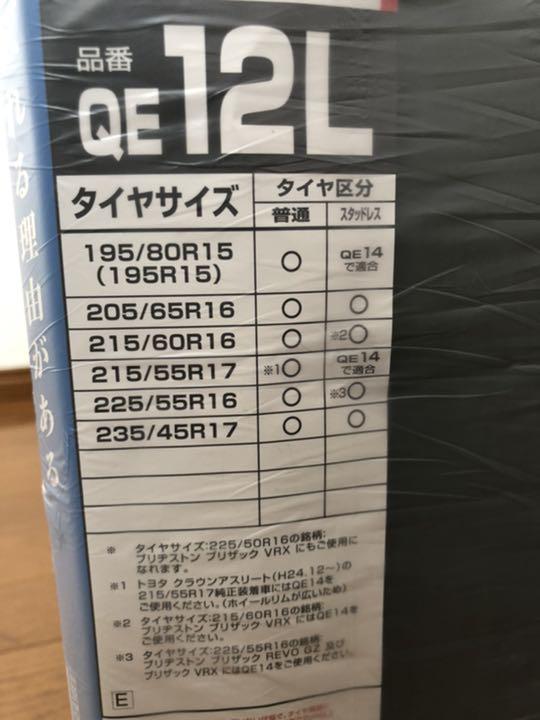 れる理由がある
品番
QE12L
タイヤサイズ
タイヤ区分
普通
スタッドレス
195/80R15
(195R15)
○
QE14
で適合
205/65R16 ○ ○
215/60R16 ○ ※2○
215/55R17 ※1○
QE14
で適合
225/55R16 ○ ※3○
235/45R17 ○ ○
※ タイヤサイズ:225/50R16の銘柄:
ブリヂストン ブリザック VRX にもご使用に
なれます。
※1 トヨタ クラウンアスリート(H24.12〜)の
215/55R17純正装着車にはQE14を
ご使用ください。(ホイールリムが広いため)
※2 タイヤサイズ:215/60R16の銘柄:
ブリヂストン ブリザック VRX にはQE14を
ご使用ください。
※3 タイヤサイズ:225/55R16の銘柄:
ブリヂストン ブリザック REVO GZ 及び
ブリザック VRX にはQE14をご使用ください。
E